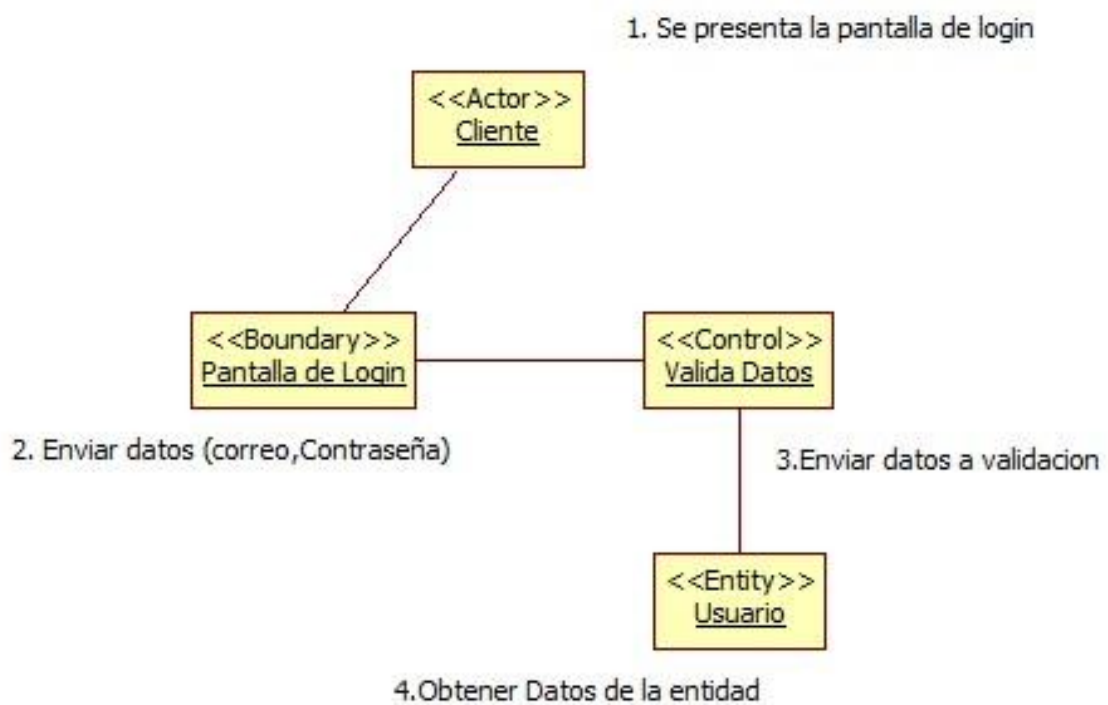 1. Se presenta la pantalla de login
<<Actor>>
Cliente
<<Boundary>>
Pantalla de Login
<<Control>>
Valida Datos
2. Enviar datos (correo,Contraseña)
3.Enviar datos a validacion
<<Entity>>
Usuario
4.Obtener Datos de la entidad